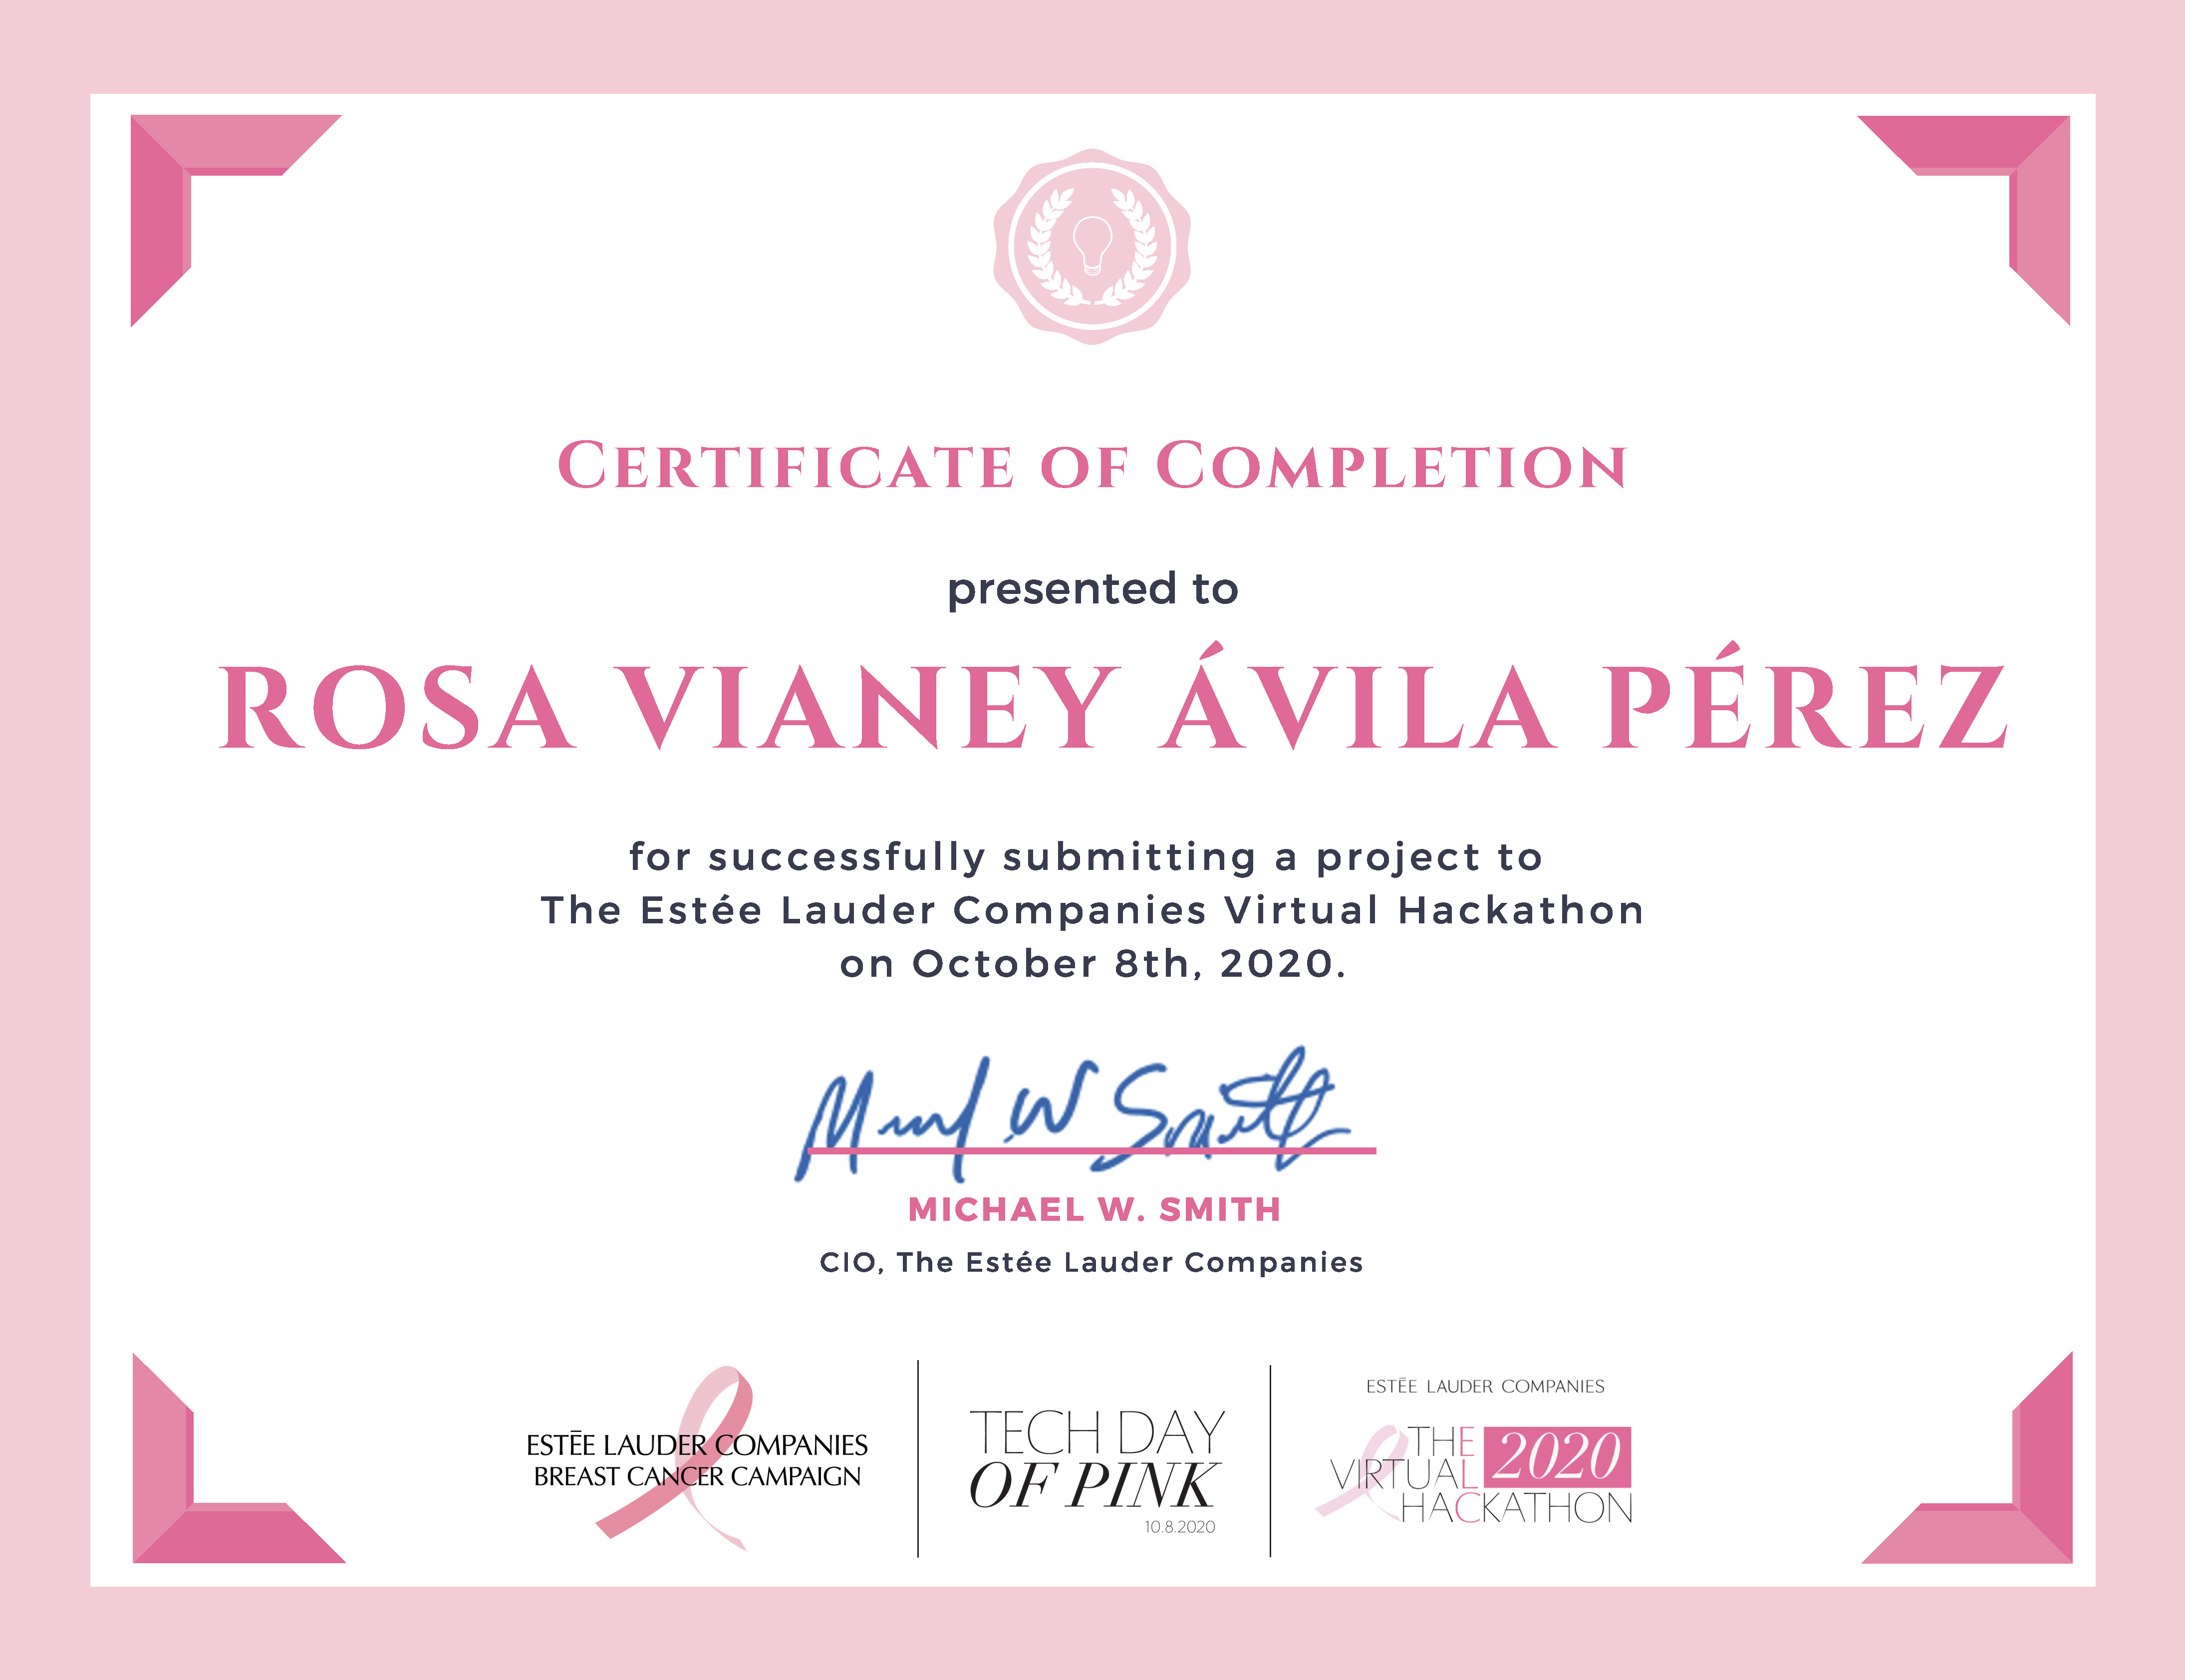 Certificate of Completion
presented to
ROSA VIANEY ÁVILA PÉREZ
for successfully submitting a project to
The Estée Lauder Companies Virtual Hackathon
on October 8th, 2020.
Michael W Smith
MICHAEL W. SMITH
CIO, The Estée Lauder Companies
ESTĒE LAUDER COMPANIES
BREAST CANCER CAMPAIGN
TECH DAY
OF PINK
10.8.2020
ESTĒE LAUDER COMPANIES
THE
VIRTUAL 2020
HACKATHON